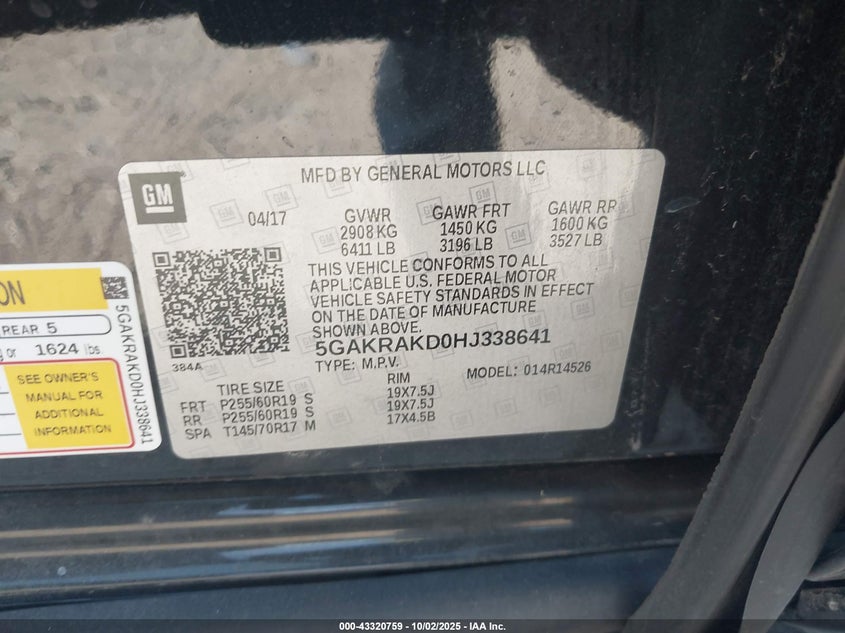 MFD BY GENERAL MOTORS LLC
GM
04/17
GVWR
2908 KG
6411 LB
GAWR FRT
1450 KG
3196 LB
GAWR RR
1600 KG
3527 LB
THIS VEHICLE CONFORMS TO ALL
APPLICABLE U.S. FEDERAL MOTOR
VEHICLE SAFETY STANDARDS IN EFFECT
ON THE DATE OF MANUFACTURE
SHOWN ABOVE.
5GAKRAKD0HJ338641
384A
TYPE: M.P.V.
MODEL: 014R14526
TIRE SIZE RIM
FRT P255/60R19 S 19X7.5J
RR P255/60R19 S 19X7.5J
SPA T145/70R17 M 17X4.5B
ON
REAR 5
or 1624 lbs
SEE OWNER'S
MANUAL FOR
ADDITIONAL
INFORMATION
5GAKRAKD0HJ338641
000-43320759 - 10/02/2025 - IAA Inc.